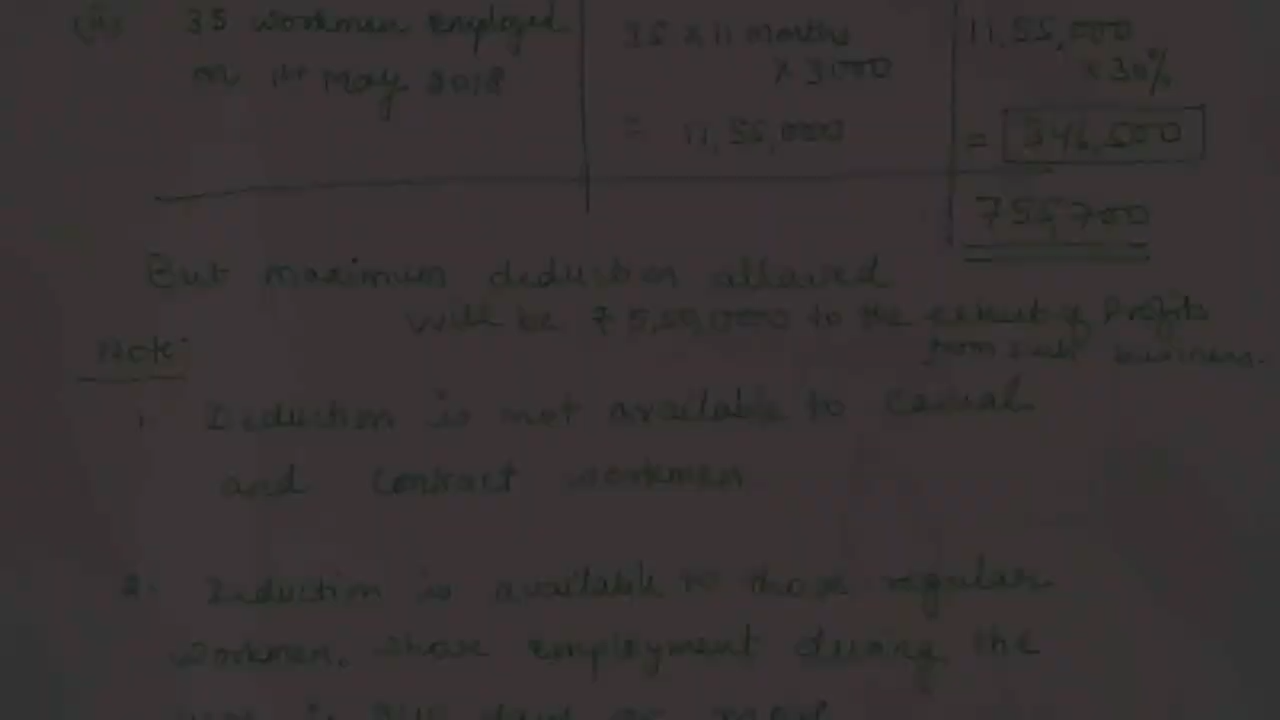 (ii) 35 workmen employed 35 x 11 months 11,55,000
on 1st May 2018 x 3000 x 30%
= 11,55,000 = 346,500
755,700
But maximum deduction allowed
will be ₹ 5,50,000 to the extent of Profits
from such business.
Note:
1. Deduction is not available to casual
and contract workmen
2. Deduction is available to those regular
workmen, whose employment during the